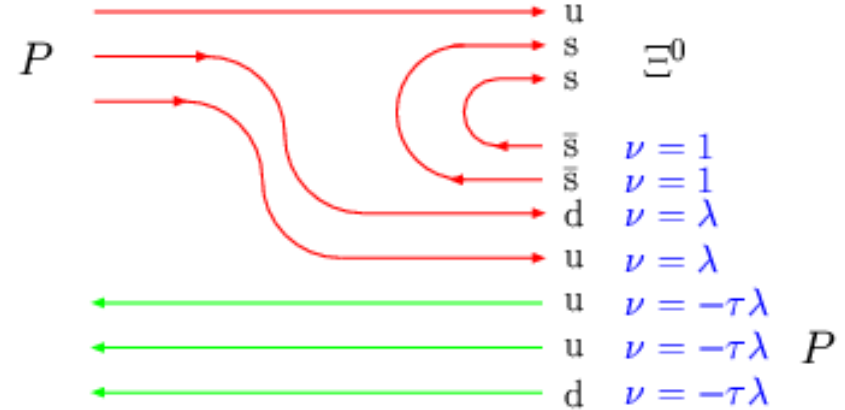 u
P s Ξ⁰
s
s̄ ν = 1
s̄ ν = 1
d ν = λ
u ν = λ
u ν = −τλ
u ν = −τλ P
d ν = −τλ